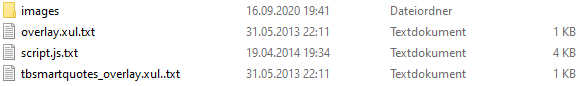 images 16.09.2020 19:41 Dateiordner
overlay.xul.txt 31.05.2013 22:11 Textdokument 1 KB
script.js.txt 19.04.2014 19:34 Textdokument 4 KB
tbsmartquotes_overlay.xul..txt 31.05.2013 22:11 Textdokument 1 KB